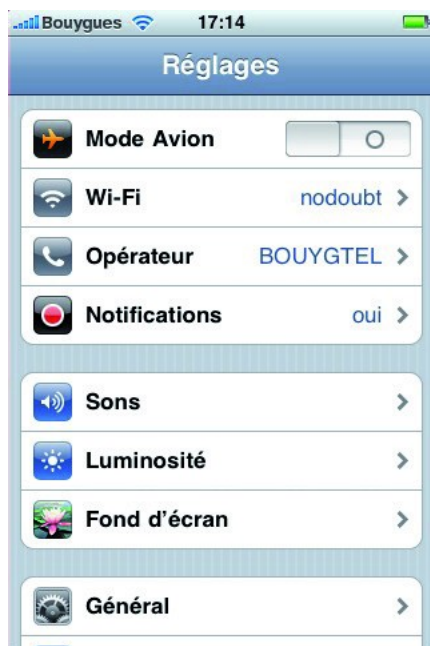 Bouygues 17:14
Réglages
Mode Avion
Wi-Fi nodoubt
Opérateur BOUYGTEL
Notifications oui
Sons
Luminosité
Fond d'écran
Général